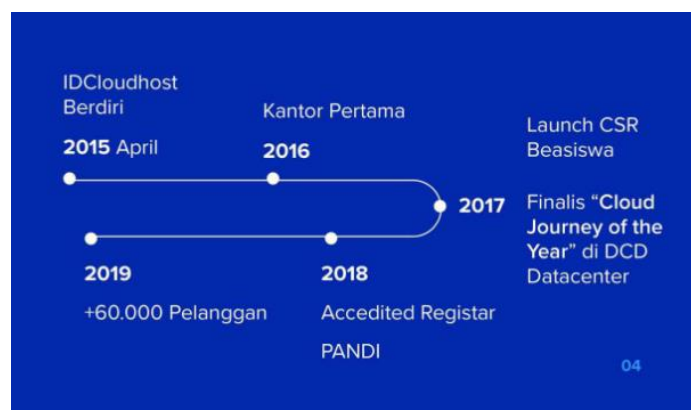 IDCloudhost
Berdiri
2015 April
Kantor Pertama
2016
2017
Launch CSR
Beasiswa
Finalis “Cloud
Journey of the
Year” di DCD
Datacenter
2018
Accedited Registar
PANDI
2019
+60.000 Pelanggan
04